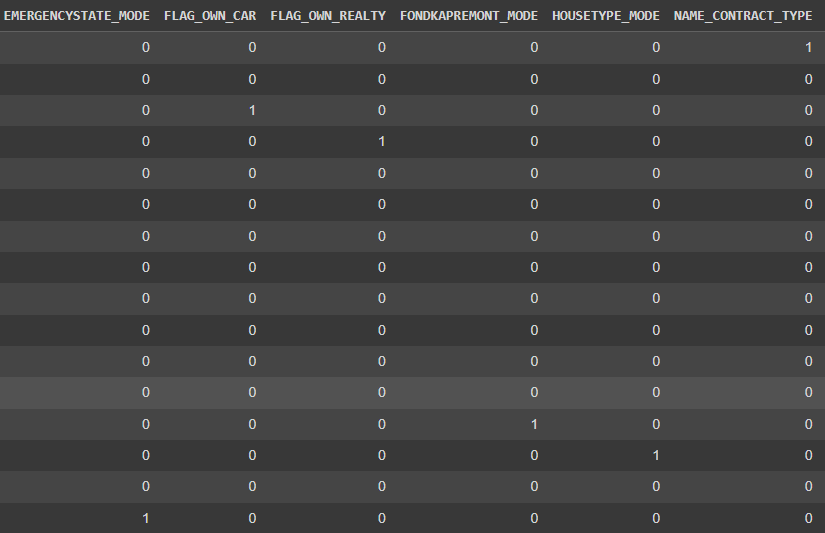 EMERGENCYSTATE_MODE FLAG_OWN_CAR FLAG_OWN_REALTY FONDKAPREMONT_MODE HOUSETYPE_MODE NAME_CONTRACT_TYPE
0 0 0 0 0 1
0 0 0 0 0 0
0 1 0 0 0 0
0 0 1 0 0 0
0 0 0 0 0 0
0 0 0 0 0 0
0 0 0 0 0 0
0 0 0 0 0 0
0 0 0 0 0 0
0 0 0 0 0 0
0 0 0 0 0 0
0 0 0 0 0 0
0 0 0 1 0 0
0 0 0 0 1 0
0 0 0 0 0 0
1 0 0 0 0 0